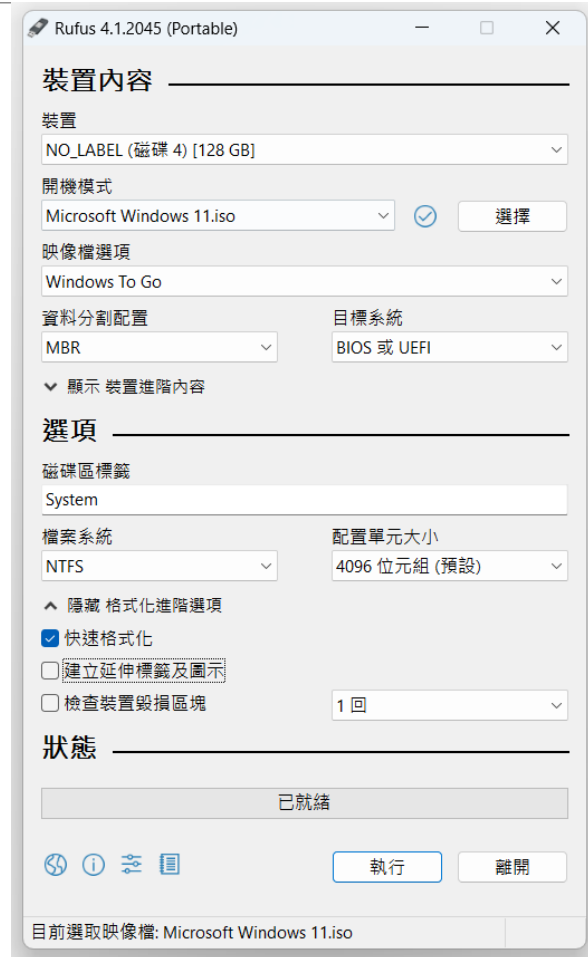 Rufus 4.1.2045 (Portable)
裝置內容
裝置
NO_LABEL (磁碟 4) [128 GB]
開機模式
Microsoft Windows 11.iso
選擇
映像檔選項
Windows To Go
資料分割配置 目標系統
MBR BIOS 或 UEFI
顯示 裝置進階內容
選項
磁碟區標籤
System
檔案系統 配置單元大小
NTFS 4096 位元組 (預設)
隱藏 格式化進階選項
快速格式化
建立延伸標籤及圖示
檢查裝置毀損區塊 1 回
狀態
已就緒
執行 離開
目前選取映像檔: Microsoft Windows 11.iso